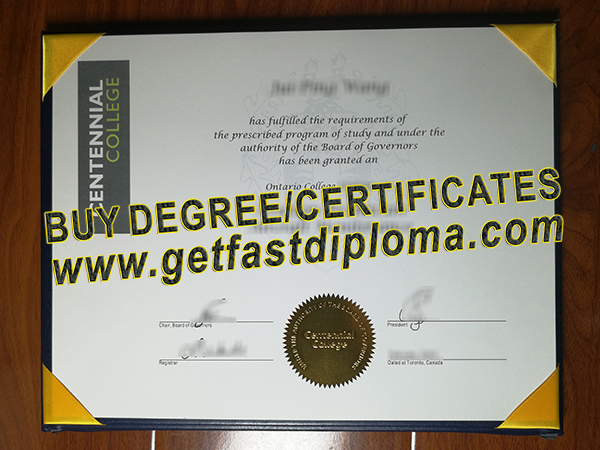 CENTENNIAL
COLLEGE
has fulfilled the requirements of
the prescribed program of study and under the
authority of the Board of Governors
has been granted an
Ontario College
BUY DEGREE/CERTIFICATES
www.getfastdiploma.com
Chair, Board of Governors
President,
Registrar
Dated at Toronto, Canada
Centennial
College